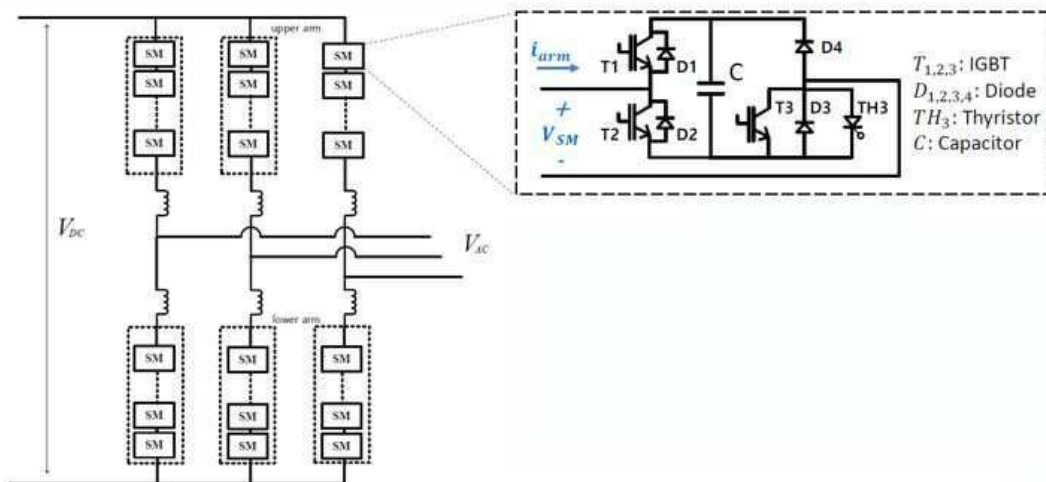 upper arm
SM
SM
SM
SM
SM
SM
SM
SM
SM
V_DC
V_AC
lower arm
SM
SM
SM
SM
SM
SM
SM
SM
SM
i_arm
T1
D1
C
D4
+
V_SM
-
T2
D2
T3
D3
TH3
T_1,2,3: IGBT
D_1,2,3,4: Diode
TH_3: Thyristor
C: Capacitor